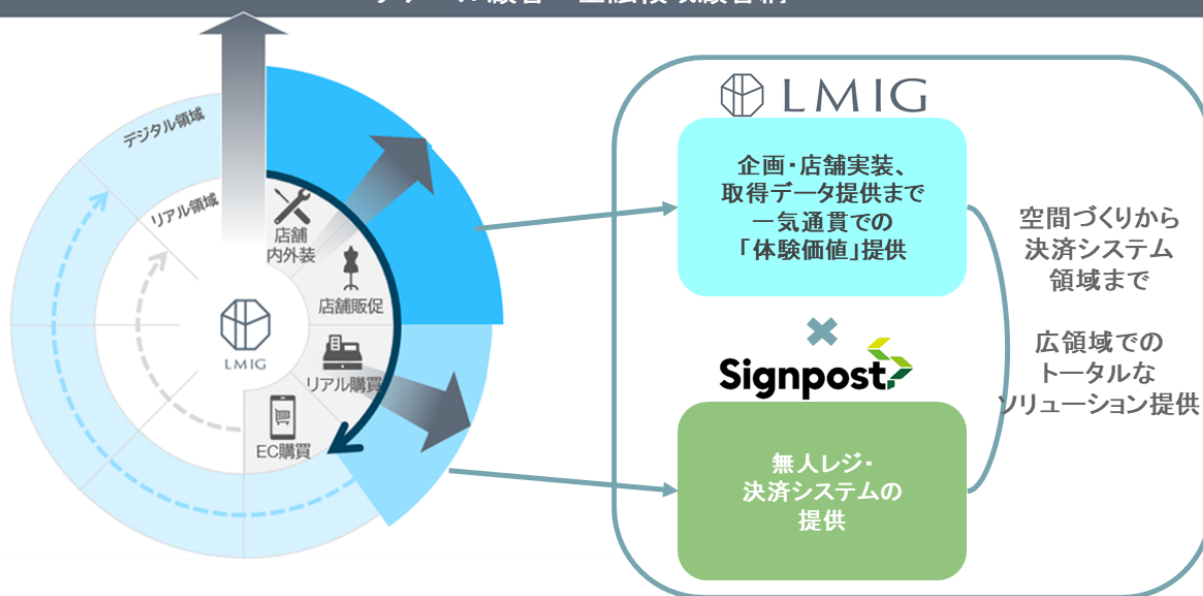 デジタル領域
リアル領域
店舗
内外装
店舗販促
リアル購買
EC購買
LMIG
LMIG
企画・店舗実装、
取得データ提供まで
一気通貫での
「体験価値」提供
Signpost
無人レジ・
決済システムの
提供
空間づくりから
決済システム
領域まで
広領域での
トータルな
ソリューション提供